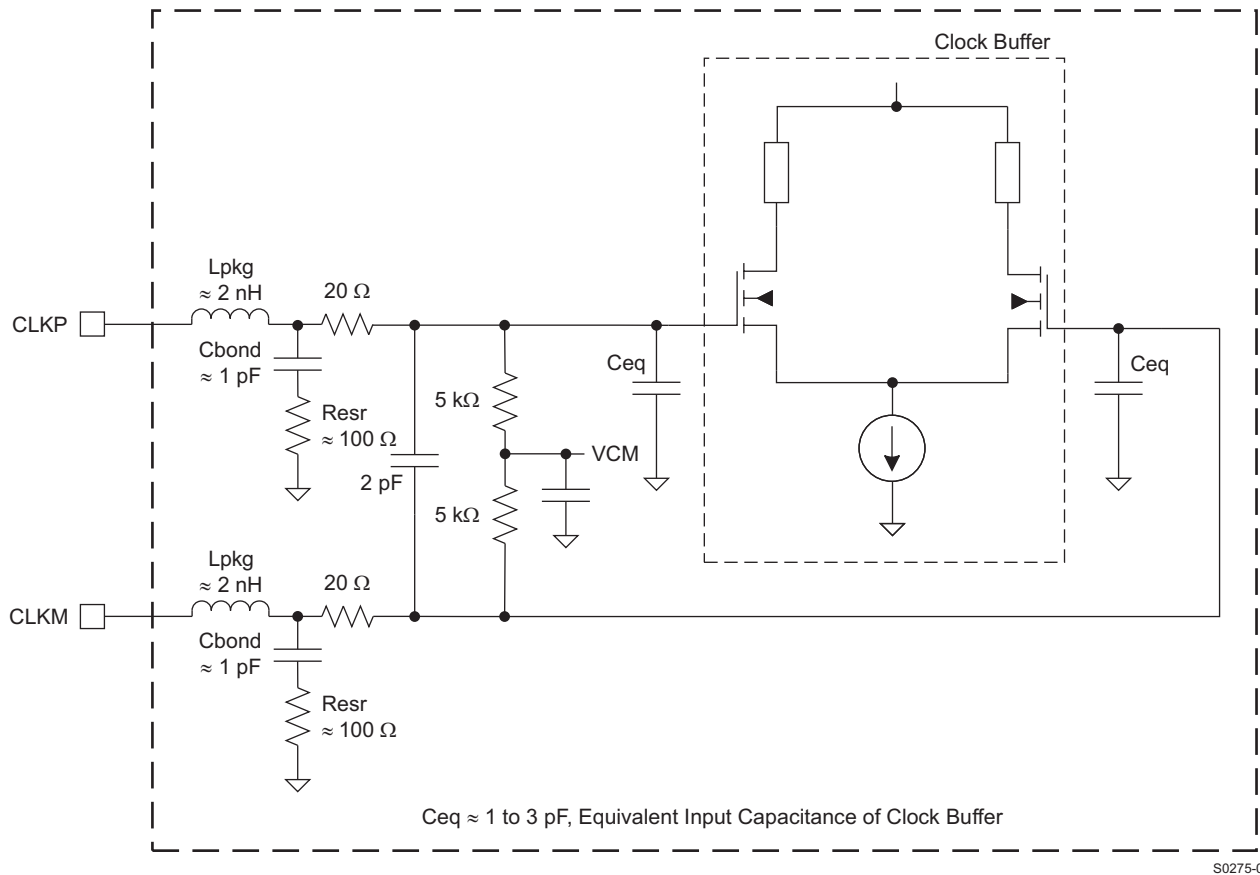 Clock Buffer
Lpkg
≈ 2 nH
20 Ω
CLKP
Cbond
≈ 1 pF
Resr
≈ 100 Ω
5 kΩ
Ceq
Ceq
VCM
2 pF
5 kΩ
Lpkg
≈ 2 nH
20 Ω
CLKM
Cbond
≈ 1 pF
Resr
≈ 100 Ω
Ceq ≈ 1 to 3 pF, Equivalent Input Capacitance of Clock Buffer